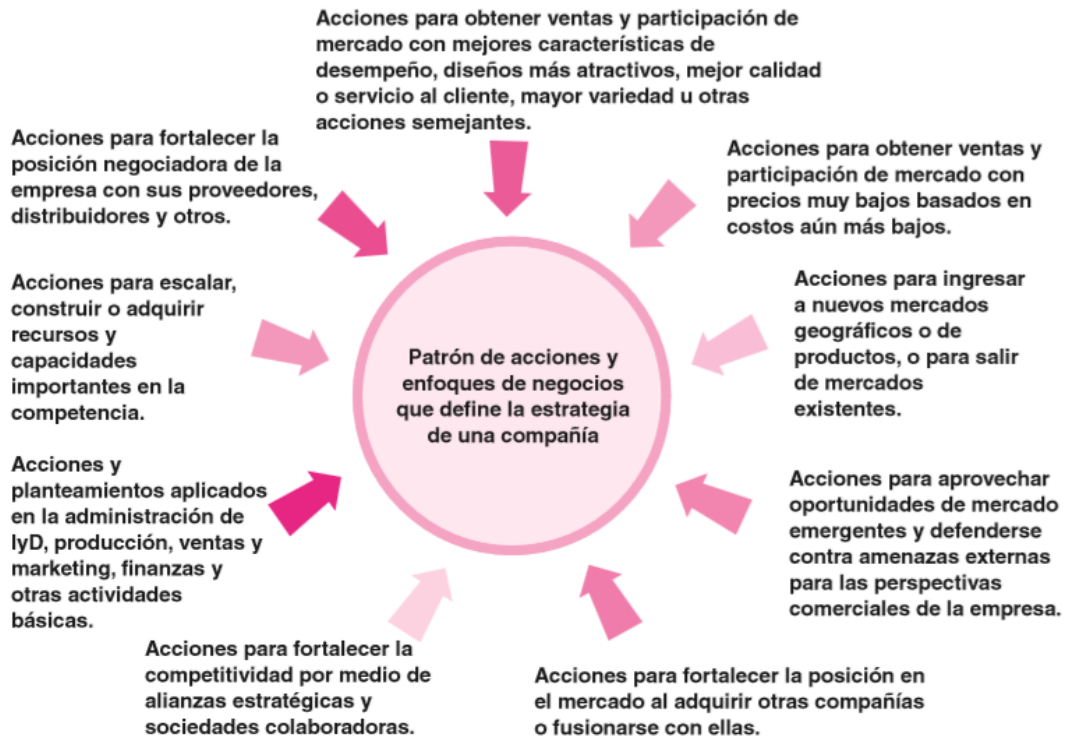 Acciones para obtener ventas y participación de
mercado con mejores características de
desempeño, diseños más atractivos, mejor calidad
o servicio al cliente, mayor variedad u otras
acciones semejantes.
Acciones para obtener ventas y
participación de mercado con
precios muy bajos basados en
costos aún más bajos.
Acciones para ingresar
a nuevos mercados
geográficos o de
productos, o para salir
de mercados
existentes.
Acciones para aprovechar
oportunidades de mercado
emergentes y defenderse
contra amenazas externas
para las perspectivas
comerciales de la empresa.
Acciones para fortalecer la posición en
el mercado al adquirir otras compañías
o fusionarse con ellas.
Acciones para fortalecer la
competitividad por medio de
alianzas estratégicas y
sociedades colaboradoras.
Acciones y
planteamientos aplicados
en la administración de
IyD, producción, ventas y
marketing, finanzas y
otras actividades
básicas.
Acciones para escalar,
construir o adquirir
recursos y
capacidades
importantes en la
competencia.
Acciones para fortalecer la
posición negociadora de la
empresa con sus proveedores,
distribuidores y otros.
Patrón de acciones y
enfoques de negocios
que define la estrategia
de una compañía